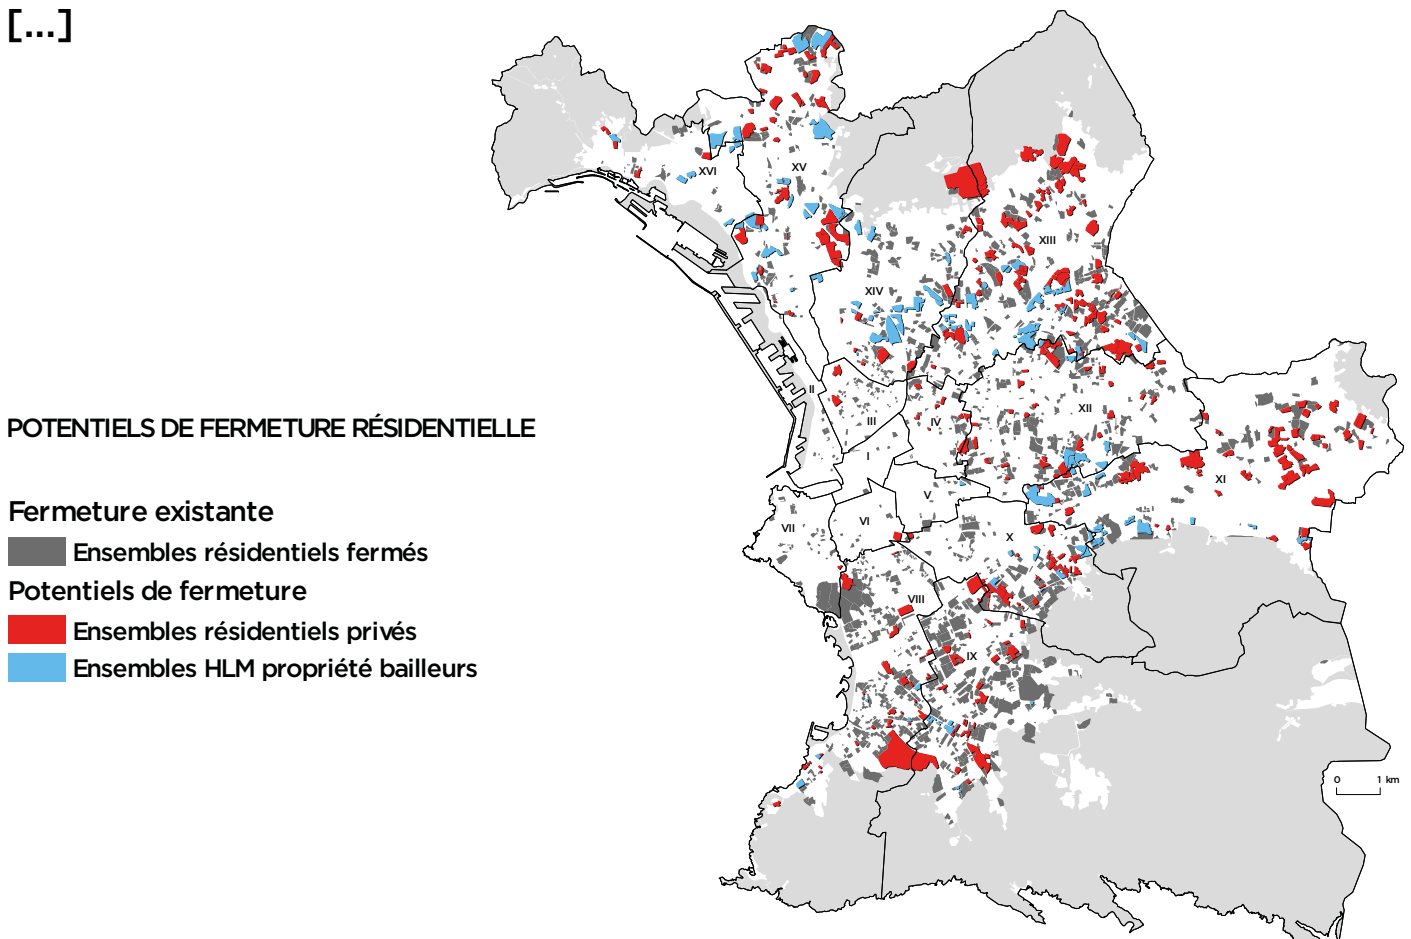 [...]
POTENTIELS DE FERMETURE RÉSIDENTIELLE
Fermeture existante
Ensembles résidentiels fermés
Potentiels de fermeture
Ensembles résidentiels privés
Ensembles HLM propriété bailleurs
XVI
XV
XIII
XIV
II
III
IV
XII
I
XI
V
VII
VI
X
VIII
IX
0 1 km